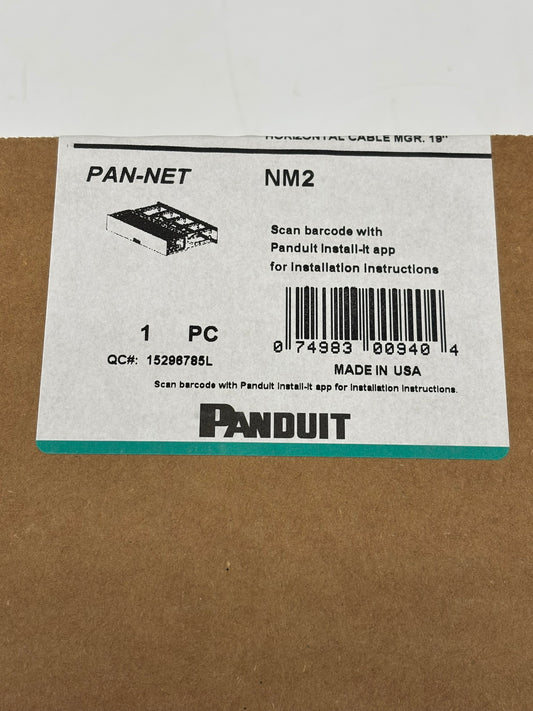 HORIZONTAL CABLE MGR. 19"
PAN-NET NM2
Scan barcode with
Panduit Install-It app
for Installation Instructions
1 PC
0 74983 00940 4
QC#: 15296785L
MADE IN USA
Scan barcode with Panduit Install-It app for Installation Instructions.
PANDUIT